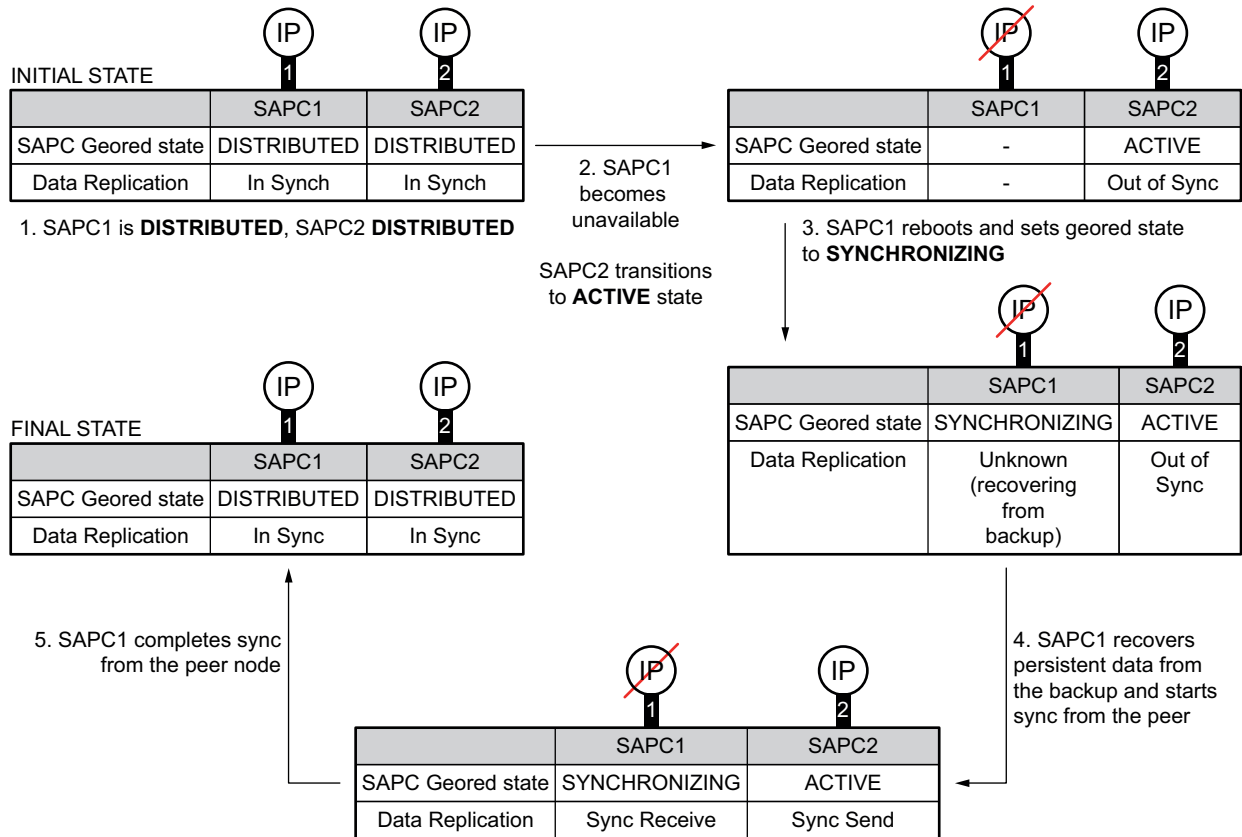 IP
1
IP
2
INITIAL STATE
SAPC1 SAPC2
SAPC Geored state DISTRIBUTED DISTRIBUTED
Data Replication In Synch In Synch
1. SAPC1 is DISTRIBUTED, SAPC2 DISTRIBUTED
2. SAPC1
becomes
unavailable
SAPC2 transitions
to ACTIVE state
IP
1
IP
2
SAPC1 SAPC2
SAPC Geored state - ACTIVE
Data Replication - Out of Sync
3. SAPC1 reboots and sets geored state
to SYNCHRONIZING
IP
1
IP
2
SAPC1 SAPC2
SAPC Geored state SYNCHRONIZING ACTIVE
Data Replication Unknown Out of
(recovering Sync
from
backup)
4. SAPC1 recovers
persistent data from
the backup and starts
sync from the peer
IP
1
IP
2
SAPC1 SAPC2
SAPC Geored state SYNCHRONIZING ACTIVE
Data Replication Sync Receive Sync Send
5. SAPC1 completes sync
from the peer node
IP
1
IP
2
FINAL STATE
SAPC1 SAPC2
SAPC Geored state DISTRIBUTED DISTRIBUTED
Data Replication In Sync In Sync